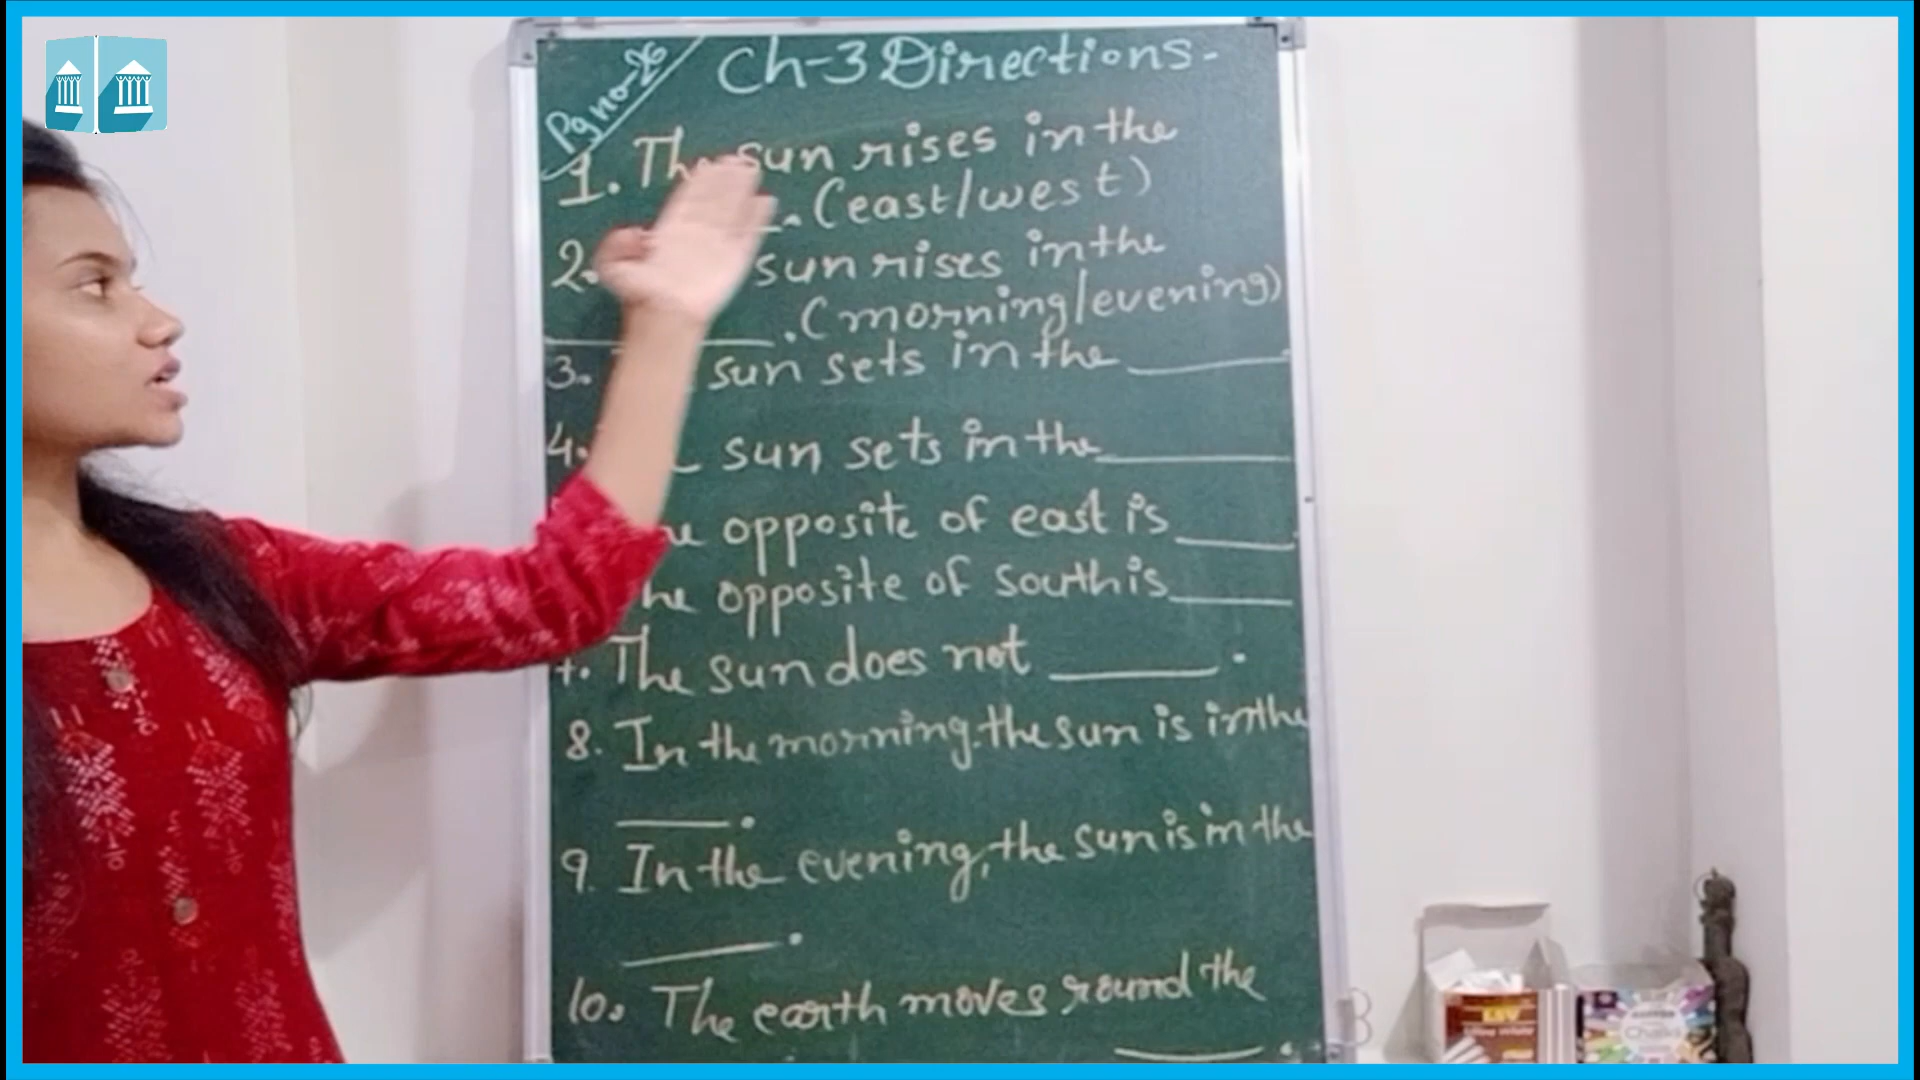 Pg no-
Ch-3 Directions-
1. The sun rises in the
. (east/west)
2. sun rises in the
. (morning/evening)
3. sun sets in the
4. sun sets in the
opposite of east is
opposite of south is
7. The sun does not .
8. In the morning. the sun is in the
.
9. In the evening, the sun is in the
.
10. The earth moves round the
.